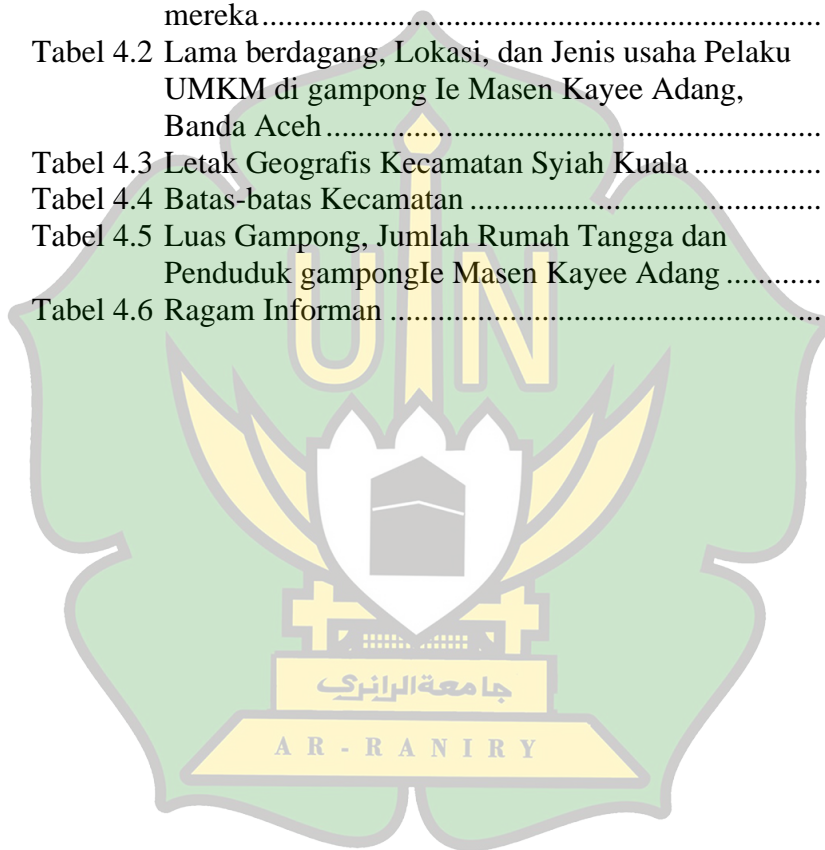 mereka......................................................................
Tabel 4.2 Lama berdagang, Lokasi, dan Jenis usaha Pelaku
UMKM di gampong Ie Masen Kayee Adang,
Banda Aceh..............................................................
Tabel 4.3 Letak Geografis Kecamatan Syiah Kuala ................
Tabel 4.4 Batas-batas Kecamatan ............................................
Tabel 4.5 Luas Gampong, Jumlah Rumah Tangga dan
Penduduk gampongIe Masen Kayee Adang ............
Tabel 4.6 Ragam Informan ......................................................
UIN
جامعة الرانري
AR-RANIRY